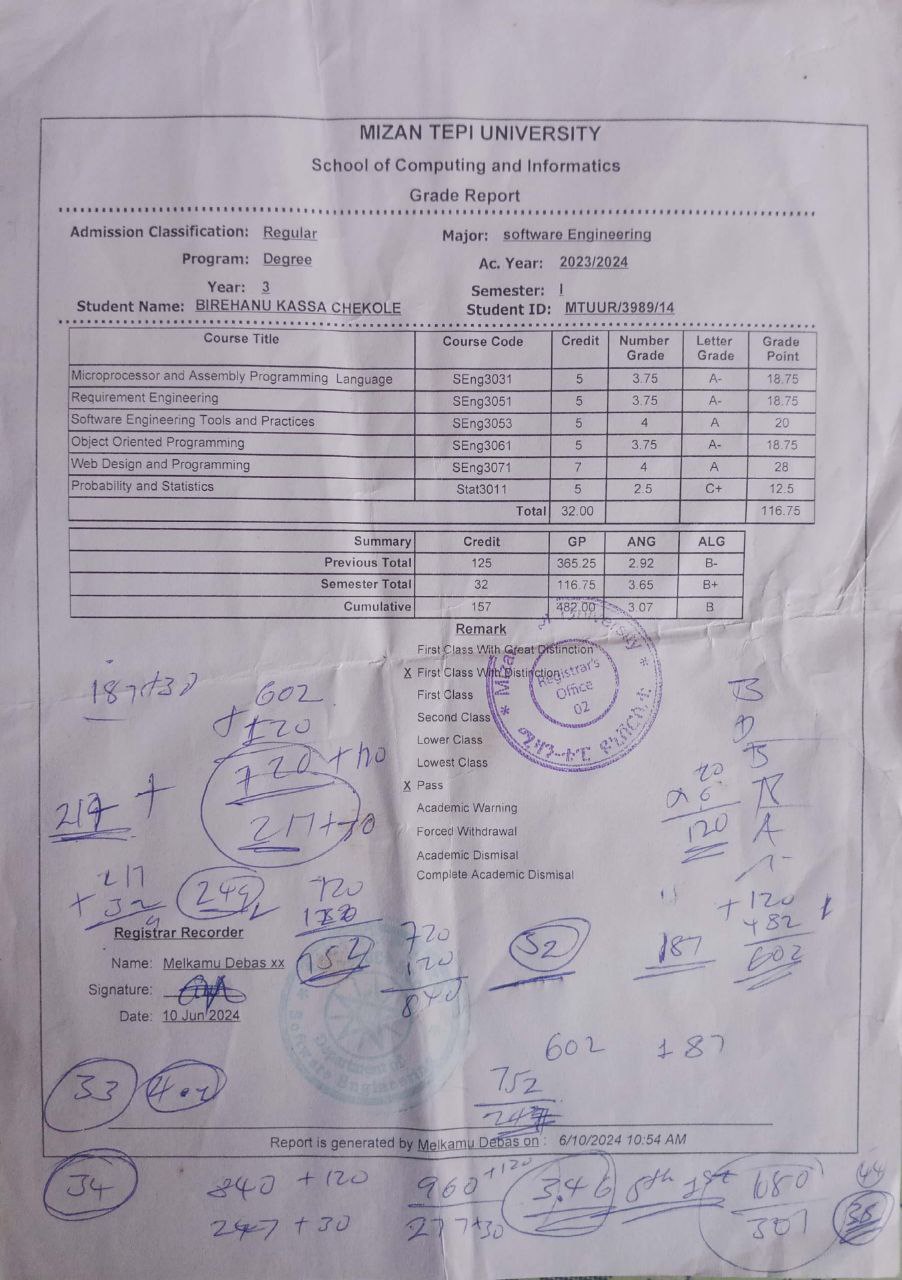 MIZAN TEPI UNIVERSITY
School of Computing and Informatics
Grade Report
Admission Classification: Regular Major: software Engineering
Program: Degree Ac. Year: 2023/2024
Year: 3 Semester: I
Student Name: BIREHANU KASSA CHEKOLE Student ID: MTUUR/3989/14
Course Title Course Code Credit Number Grade Letter Grade Grade Point
Microprocessor and Assembly Programming Language SEng3031 5 3.75 A- 18.75
Requirement Engineering SEng3051 5 3.75 A- 18.75
Software Engineering Tools and Practices SEng3053 5 4 A 20
Object Oriented Programming SEng3061 5 3.75 A- 18.75
Web Design and Programming SEng3071 7 4 A 28
Probability and Statistics Stat3011 5 2.5 C+ 12.5
Total 32.00 116.75
Summary Credit GP ANG ALG
Previous Total 125 365.25 2.92 B-
Semester Total 32 116.75 3.65 B+
Cumulative 157 482.00 3.07 B
Remark
First Class With Great Distinction
X First Class With Distinction
First Class
Second Class
Lower Class
Lowest Class
X Pass
Academic Warning
Forced Withdrawal
Academic Dismisal
Complete Academic Dismisal
Registrar's
Office
02
ሚዛን-ቴፒ ዩኒቨርሲቲ
187+30 602
+120
720 + 120
217 +
217+30
B
D
B
A
20
120
217
+ 32
249
720
752
720
120
840
52
187
+120
482
602
Registrar Recorder
Name: Melkamu Debas xx
Signature:
Date: 10 Jun 2024
Department of
Software Engineering
602 187
752
33
Report is generated by Melkamu Debas on : 6/10/2024 10:54 AM
34
840 +120 960 +120 3.46 8th 1st 1080 44
247 + 30 277+30 307